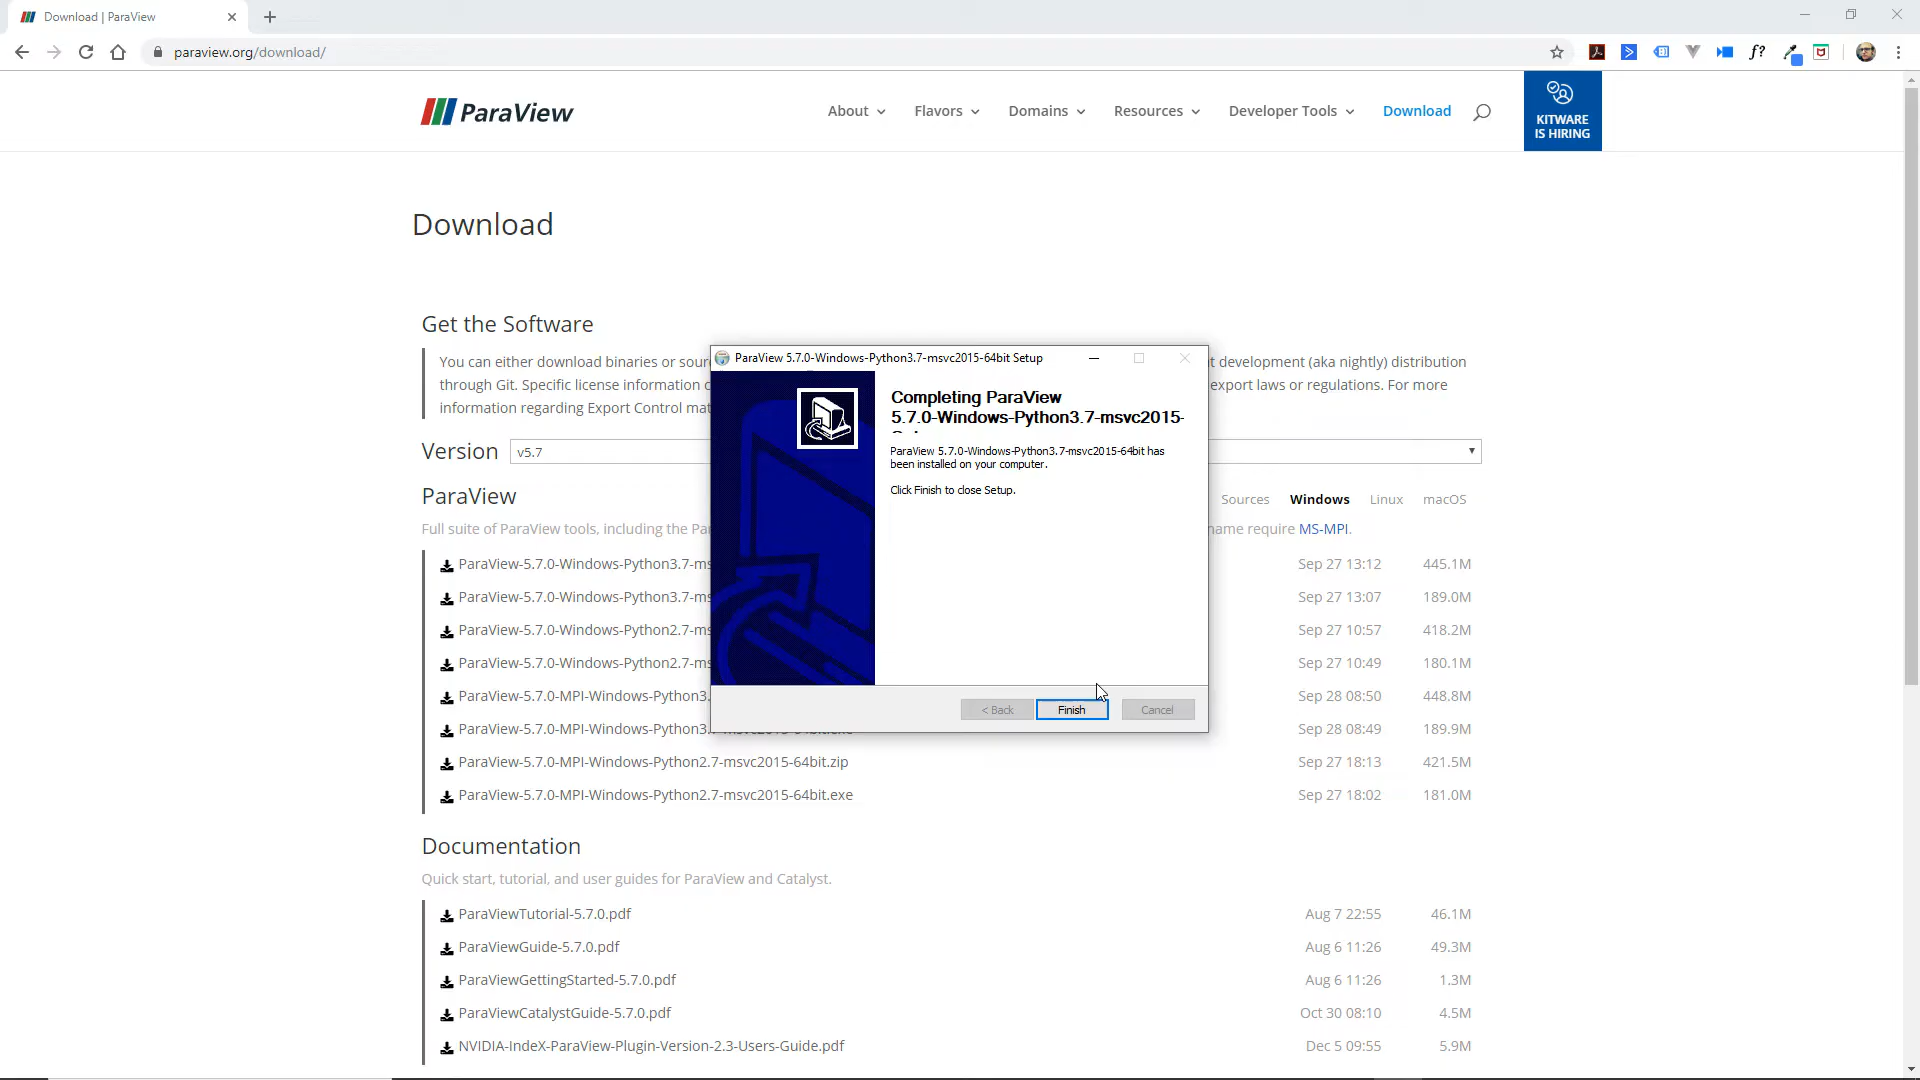 Download | ParaView
paraview.org/download/
f?
ParaView
About
Flavors
Domains
Resources
Developer Tools
Download
KITWARE
IS HIRING
Download
Get the Software
You can either download binaries or sour
t development (aka nightly) distribution
through Git. Specific license information
export laws or regulations. For more
information regarding Export Control mat
Version
v5.7
ParaView
Sources
Windows
Linux
macOS
Full suite of ParaView tools, including the Par
name require MS-MPI.
ParaView-5.7.0-Windows-Python3.7-ms
Sep 27 13:12
445.1M
ParaView-5.7.0-Windows-Python3.7-ms
Sep 27 13:07
189.0M
ParaView-5.7.0-Windows-Python2.7-ms
Sep 27 10:57
418.2M
ParaView-5.7.0-Windows-Python2.7-ms
Sep 27 10:49
180.1M
ParaView-5.7.0-MPI-Windows-Python3.
Sep 28 08:50
448.8M
ParaView-5.7.0-MPI-Windows-Python3.
Sep 28 08:49
189.9M
ParaView-5.7.0-MPI-Windows-Python2.7-msvc2015-64bit.zip
Sep 27 18:13
421.5M
ParaView-5.7.0-MPI-Windows-Python2.7-msvc2015-64bit.exe
Sep 27 18:02
181.0M
ParaView 5.7.0-Windows-Python3.7-msvc2015-64bit Setup
Completing ParaView
5.7.0-Windows-Python3.7-msvc2015-
ParaView 5.7.0-Windows-Python3.7-msvc2015-64bit has
been installed on your computer.
Click Finish to close Setup.
< Back
Finish
Cancel
Documentation
Quick start, tutorial, and user guides for ParaView and Catalyst.
ParaViewTutorial-5.7.0.pdf
Aug 7 22:55
46.1M
ParaViewGuide-5.7.0.pdf
Aug 6 11:26
49.3M
ParaViewGettingStarted-5.7.0.pdf
Aug 6 11:26
1.3M
ParaViewCatalystGuide-5.7.0.pdf
Oct 30 08:10
4.5M
NVIDIA-IndeX-ParaView-Plugin-Version-2.3-Users-Guide.pdf
Dec 5 09:55
5.9M